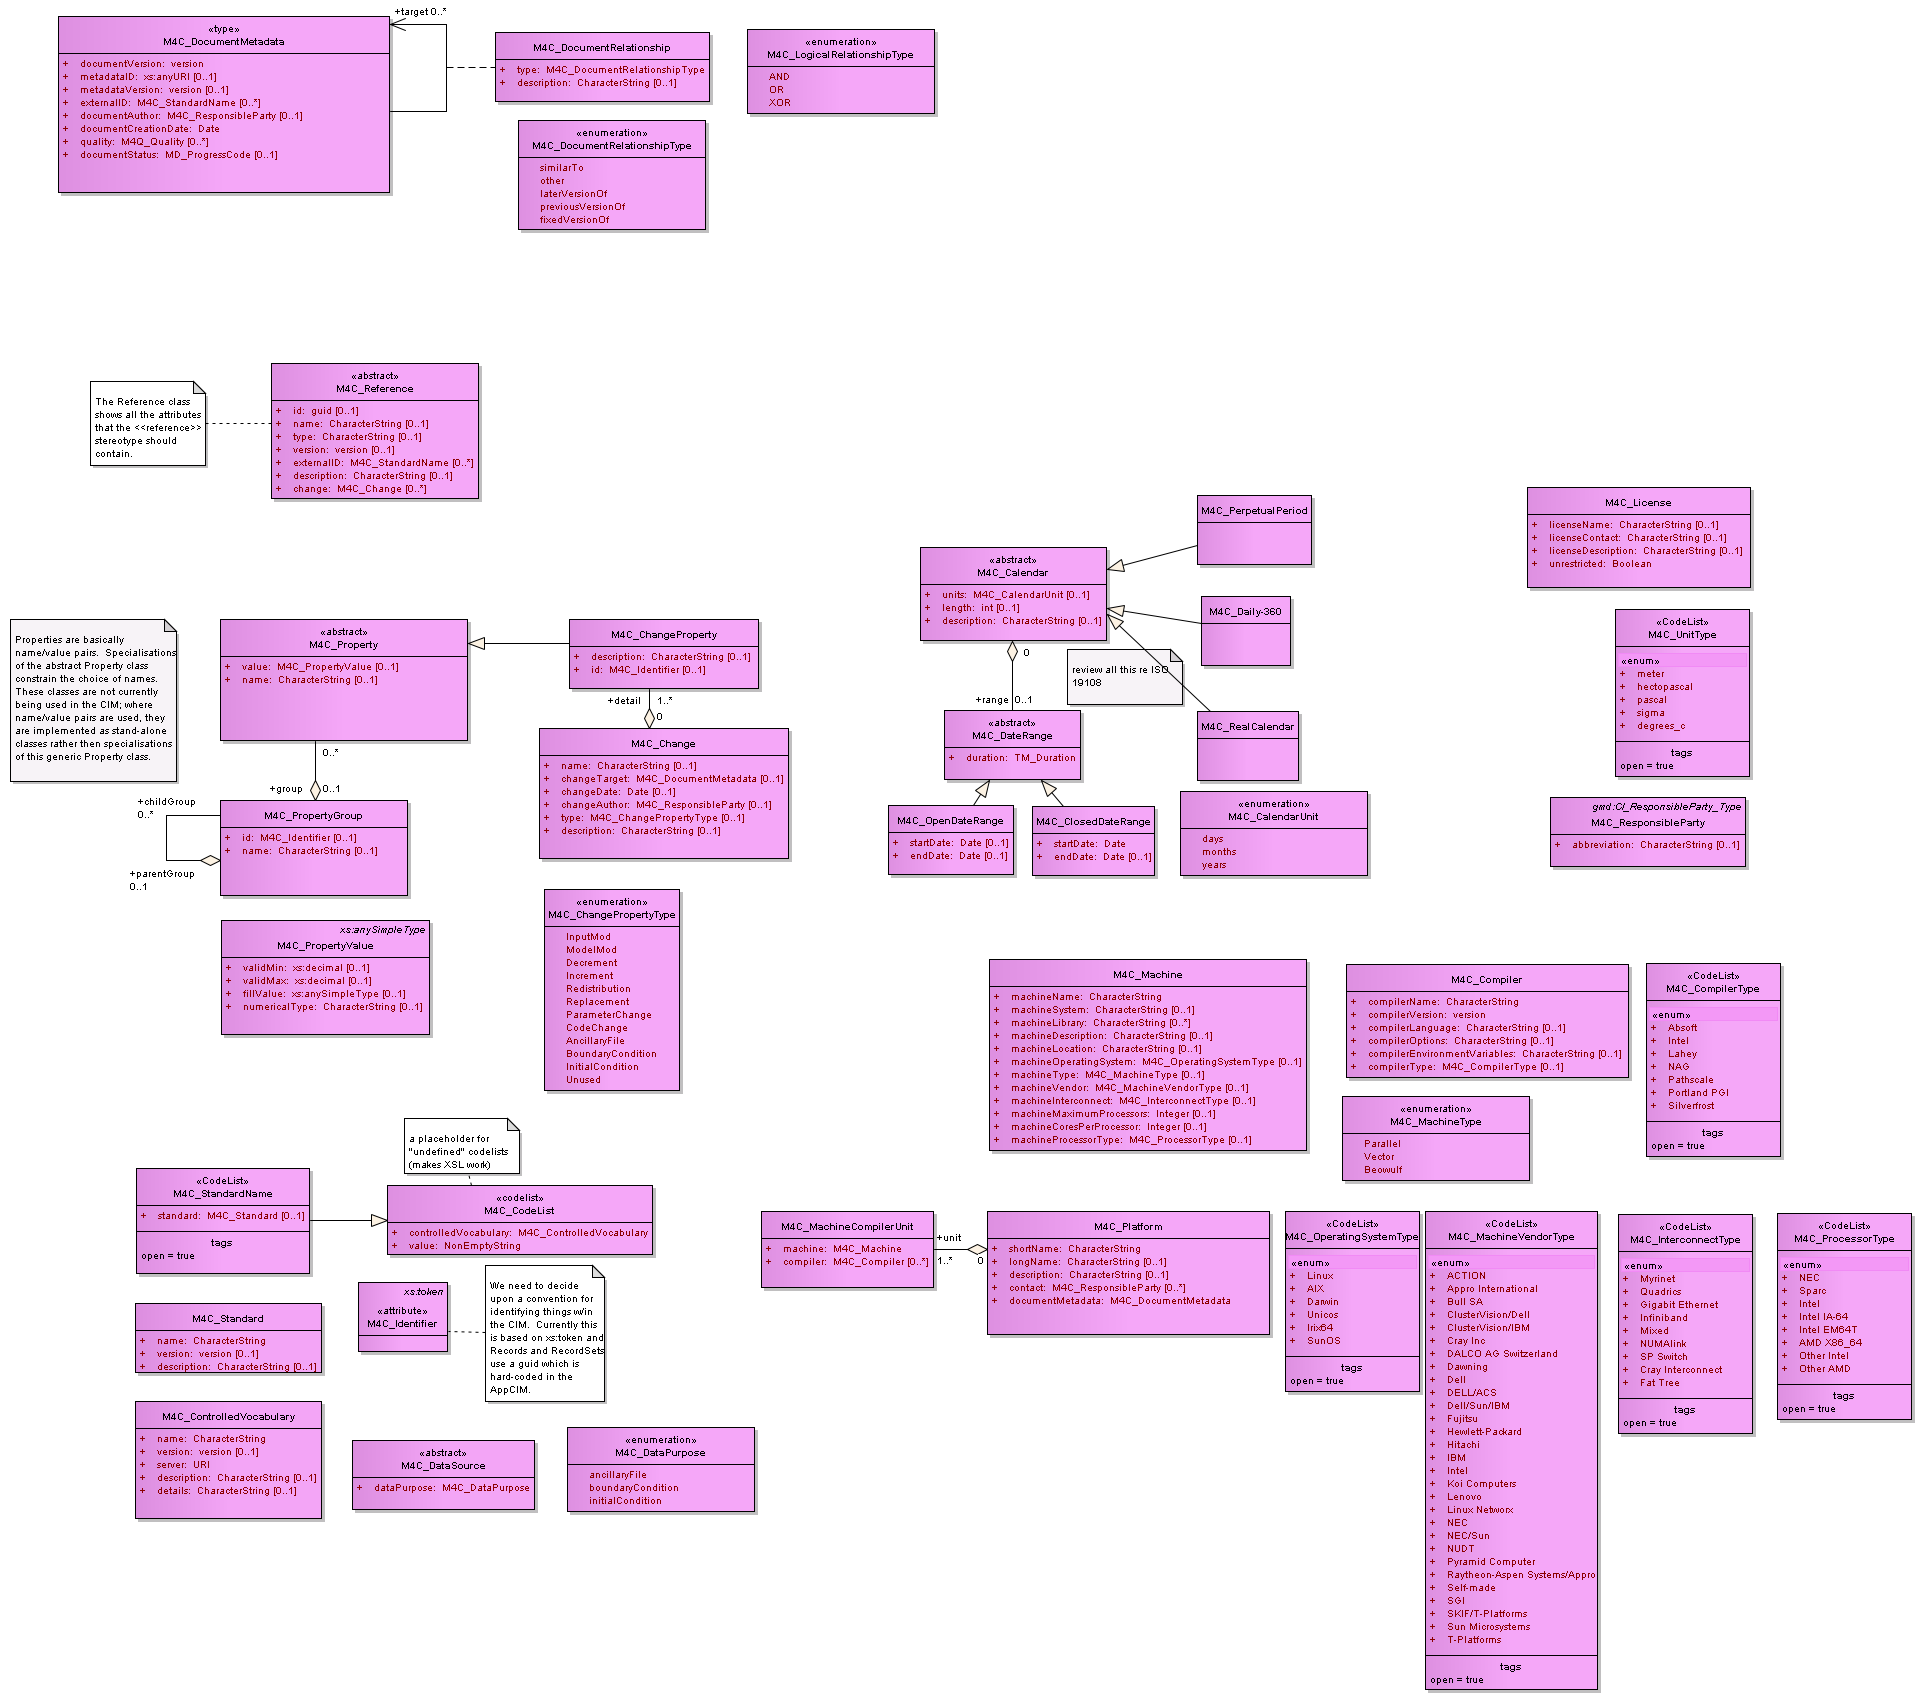 +target 0..*
«type»
M4C_DocumentMetadata
+ documentVersion: version
+ metadataID: xs:anyURI [0..1]
+ metadataVersion: version [0..1]
+ externalID: M4C_StandardName [0..*]
+ documentAuthor: M4C_ResponsibleParty [0..1]
+ documentCreationDate: Date
+ quality: M4Q_Quality [0..*]
+ documentStatus: MD_ProgressCode [0..1]
M4C_DocumentRelationship
+ type: M4C_DocumentRelationshipType
+ description: CharacterString [0..1]
«enumeration»
M4C_LogicalRelationshipType
AND
OR
XOR
«enumeration»
M4C_DocumentRelationshipType
similarTo
other
laterVersionOf
previousVersionOf
fixedVersionOf
The Reference class
shows all the attributes
that the <<reference>>
stereotype should
contain.
«abstract»
M4C_Reference
+ id: guid [0..1]
+ name: CharacterString [0..1]
+ type: CharacterString [0..1]
+ version: version [0..1]
+ externalID: M4C_StandardName [0..*]
+ description: CharacterString [0..1]
+ change: M4C_Change [0..*]
M4C_PerpetualPeriod
«abstract»
M4C_Calendar
+ units: M4C_CalendarUnit [0..1]
+ length: int [0..1]
+ description: CharacterString [0..1]
M4C_Daily-360
0
review all this re ISO
19108
+range 0..1
M4C_RealCalendar
«abstract»
M4C_DateRange
+ duration: TM_Duration
M4C_OpenDateRange
+ startDate: Date [0..1]
+ endDate: Date [0..1]
M4C_ClosedDateRange
+ startDate: Date
+ endDate: Date [0..1]
«enumeration»
M4C_CalendarUnit
days
months
years
M4C_License
+ licenseName: CharacterString [0..1]
+ licenseContact: CharacterString [0..1]
+ licenseDescription: CharacterString [0..1]
+ unrestricted: Boolean
«CodeList»
M4C_UnitType
«enum»
+ meter
+ hectopascal
+ pascal
+ sigma
+ degrees_c
tags
open = true
gmd:CI_ResponsibleParty_Type
M4C_ResponsibleParty
+ abbreviation: CharacterString [0..1]
Properties are basically
name/value pairs. Specialisations
of the abstract Property class
constrain the choice of names.
These classes are not currently
being used in the CIM; where
name/value pairs are used, they
are implemented as stand-alone
classes rather then specialisations
of this generic Property class.
«abstract»
M4C_Property
+ value: M4C_PropertyValue [0..1]
+ name: CharacterString [0..1]
M4C_ChangeProperty
+ description: CharacterString [0..1]
+ id: M4C_Identifier [0..1]
+detail 1..*
0
M4C_Change
+ name: CharacterString [0..1]
+ changeTarget: M4C_DocumentMetadata [0..1]
+ changeDate: Date [0..1]
+ changeAuthor: M4C_ResponsibleParty [0..1]
+ type: M4C_ChangePropertyType [0..1]
+ description: CharacterString [0..1]
0..*
+group 0..1
+childGroup
0..*
M4C_PropertyGroup
+ id: M4C_Identifier [0..1]
+ name: CharacterString [0..1]
+parentGroup
0..1
xs:anySimpleType
M4C_PropertyValue
+ validMin: xs:decimal [0..1]
+ validMax: xs:decimal [0..1]
+ fillValue: xs:anySimpleType [0..1]
+ numericalType: CharacterString [0..1]
«enumeration»
M4C_ChangePropertyType
InputMod
ModelMod
Decrement
Increment
Redistribution
Replacement
ParameterChange
CodeChange
AncillaryFile
BoundaryCondition
InitialCondition
Unused
M4C_Machine
+ machineName: CharacterString
+ machineSystem: CharacterString [0..1]
+ machineLibrary: CharacterString [0..*]
+ machineDescription: CharacterString [0..1]
+ machineLocation: CharacterString [0..1]
+ machineOperatingSystem: M4C_OperatingSystemType [0..1]
+ machineType: M4C_MachineType [0..1]
+ machineVendor: M4C_MachineVendorType [0..1]
+ machineInterconnect: M4C_InterconnectType [0..1]
+ machineMaximumProcessors: Integer [0..1]
+ machineCoresPerProcessor: Integer [0..1]
+ machineProcessorType: M4C_ProcessorType [0..1]
M4C_Compiler
+ compilerName: CharacterString
+ compilerVersion: version
+ compilerLanguage: CharacterString [0..1]
+ compilerOptions: CharacterString [0..1]
+ compilerEnvironmentVariables: CharacterString [0..1]
+ compilerType: M4C_CompilerType [0..1]
«CodeList»
M4C_CompilerType
«enum»
+ Absoft
+ Intel
+ Lahey
+ NAG
+ Pathscale
+ Portland PGI
+ Silverfrost
tags
open = true
«enumeration»
M4C_MachineType
Parallel
Vector
Beowulf
a placeholder for
"undefined" codelists
(makes XSL work)
«CodeList»
M4C_StandardName
+ standard: M4C_Standard [0..1]
tags
open = true
«codelist»
M4C_CodeList
+ controlledVocabulary: M4C_ControlledVocabulary
+ value: NonEmptyString
xs:token
«attribute»
M4C_Identifier
We need to decide
upon a convention for
identifying things w/in
the CIM. Currently this
is based on xs:token and
Records and RecordSets
use a guid which is
hard-coded in the
AppCIM.
M4C_Standard
+ name: CharacterString
+ version: version [0..1]
+ description: CharacterString [0..1]
M4C_ControlledVocabulary
+ name: CharacterString
+ version: version [0..1]
+ server: URI
+ description: CharacterString [0..1]
+ details: CharacterString [0..1]
«abstract»
M4C_DataSource
+ dataPurpose: M4C_DataPurpose
«enumeration»
M4C_DataPurpose
ancillaryFile
boundaryCondition
initialCondition
M4C_MachineCompilerUnit
+ machine: M4C_Machine
+ compiler: M4C_Compiler [0..*]
+unit
1..* 0
M4C_Platform
+ shortName: CharacterString
+ longName: CharacterString [0..1]
+ description: CharacterString [0..1]
+ contact: M4C_ResponsibleParty [0..*]
+ documentMetadata: M4C_DocumentMetadata
«CodeList»
M4C_OperatingSystemType
«enum»
+ Linux
+ AIX
+ Darwin
+ Unicos
+ Irix64
+ SunOS
tags
open = true
«CodeList»
M4C_MachineVendorType
«enum»
+ ACTION
+ Appro International
+ Bull SA
+ ClusterVision/Dell
+ ClusterVision/IBM
+ Cray Inc
+ DALCO AG Switzerland
+ Dawning
+ Dell
+ DELL/ACS
+ Dell/Sun/IBM
+ Fujitsu
+ Hewlett-Packard
+ Hitachi
+ IBM
+ Intel
+ Koi Computers
+ Lenovo
+ Linux Networx
+ NEC
+ NEC/Sun
+ NUDT
+ Pyramid Computer
+ Raytheon-Aspen Systems/Appro
+ Self-made
+ SGI
+ SKIF/T-Platforms
+ Sun Microsystems
+ T-Platforms
tags
open = true
«CodeList»
M4C_InterconnectType
«enum»
+ Myrinet
+ Quadrics
+ Gigabit Ethernet
+ Infiniband
+ Mixed
+ NUMAlink
+ SP Switch
+ Cray Interconnect
+ Fat Tree
tags
open = true
«CodeList»
M4C_ProcessorType
«enum»
+ NEC
+ Sparc
+ Intel
+ Intel IA-64
+ Intel EM64T
+ AMD X86_64
+ Other Intel
+ Other AMD
tags
open = true